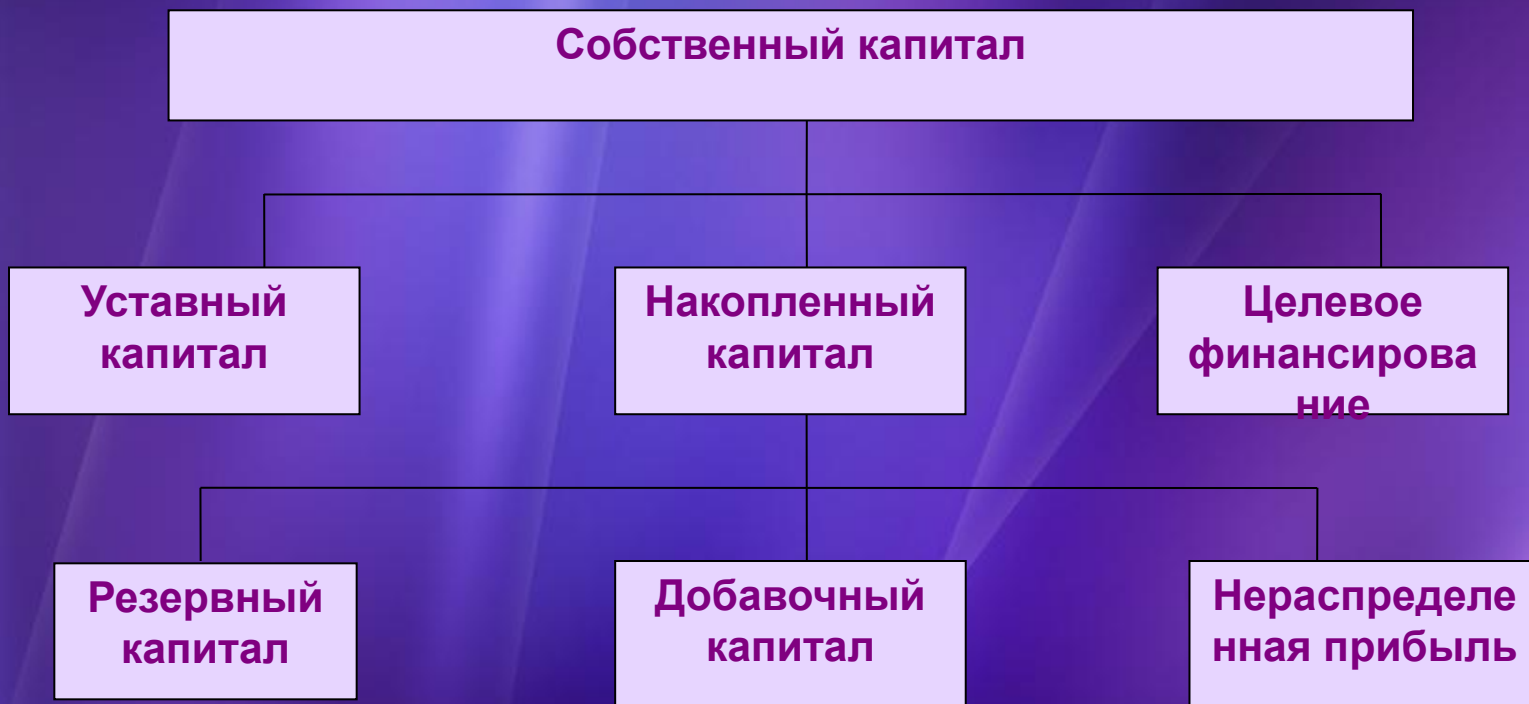 Собственный капитал
Уставный
капитал
Накопленный
капитал
Целевое
финансирова
ние
Резервный
капитал
Добавочный
капитал
Нераспределе
нная прибыль